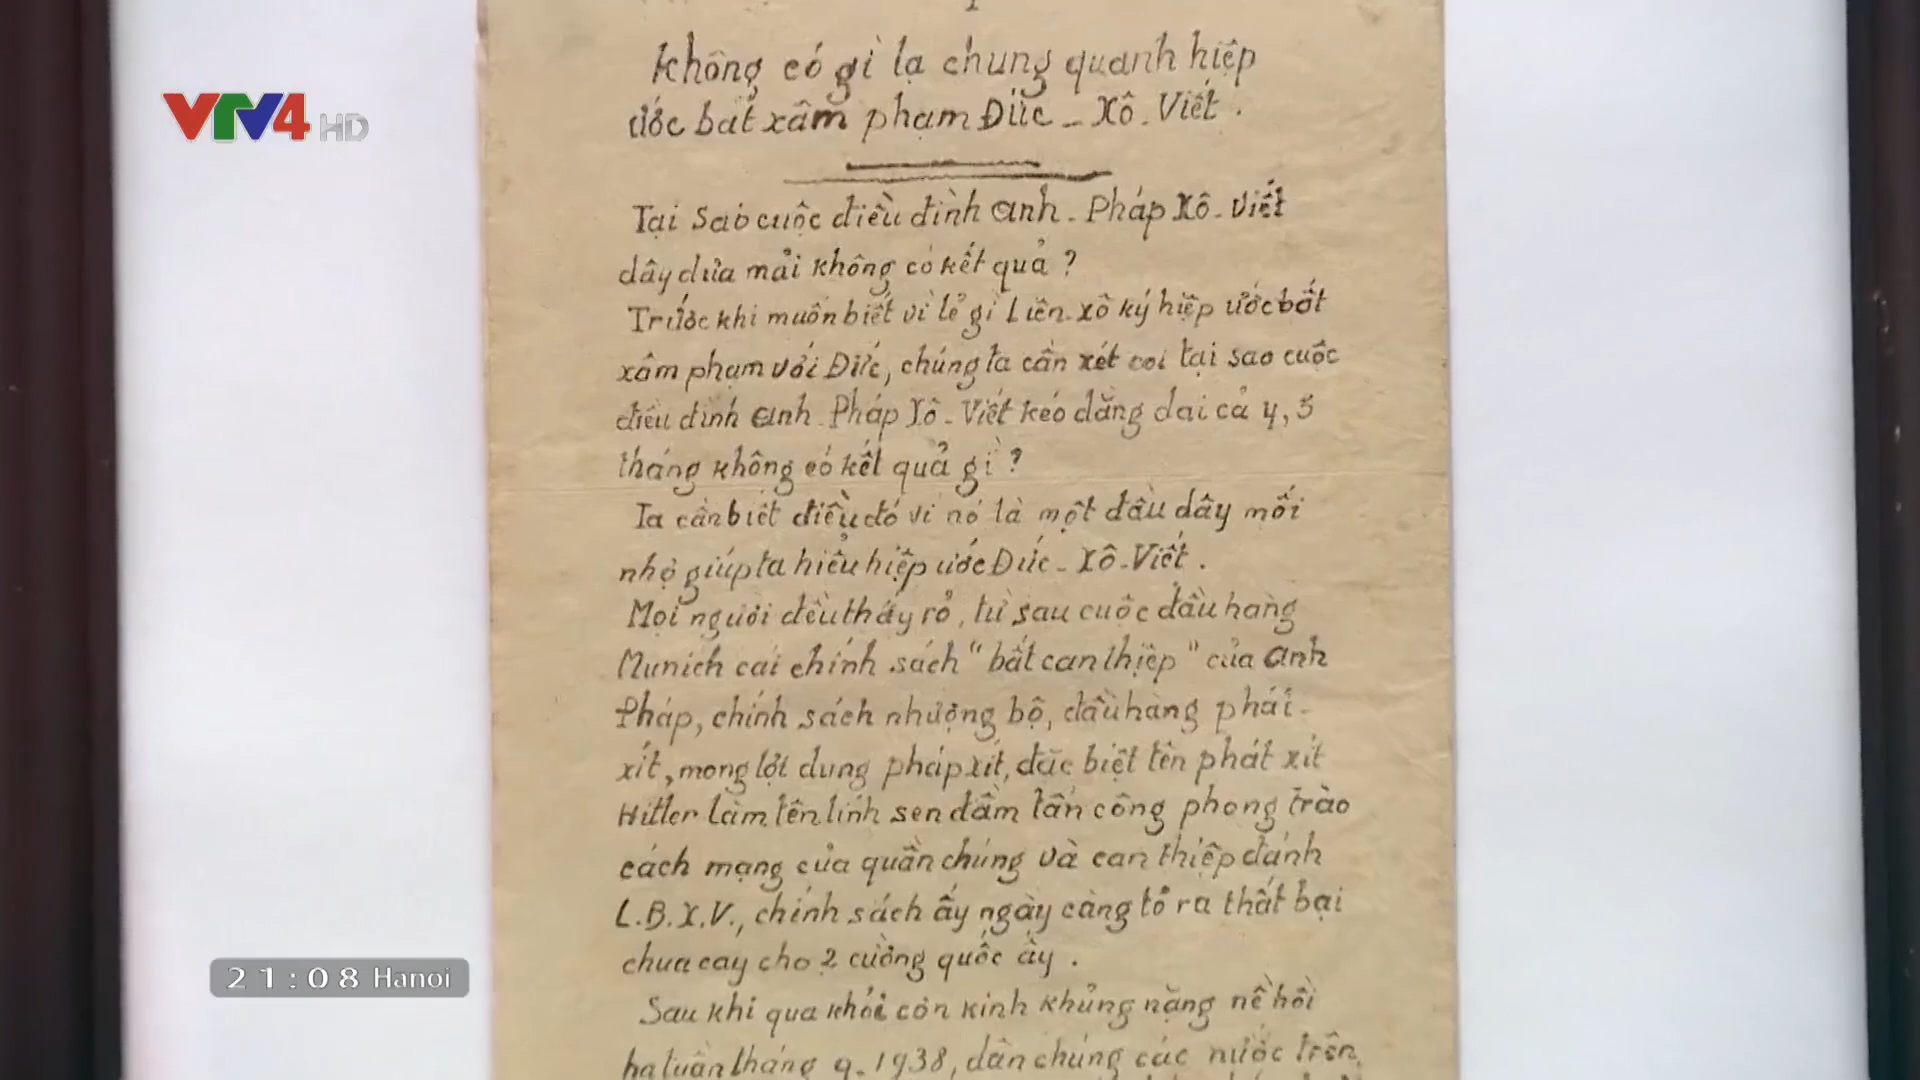 1
Không có gì lạ chung quanh hiệp
ước bất xâm phạm Đức - Xô - Viết .
Tại Sao cuộc điều đình Anh - Pháp Xô - Viết
dây dưa mải không có kết quả ?
Trước khi muốn biết vì lẻ gì Liên - xô ký hiệp ước bất
xâm phạm với Đức, chúng ta cần xét coi tại sao cuộc
điều đình Anh - Pháp Xô - Viết kéo dằng dai cả 4, 5
tháng không có kết quả gì ?
Ta cần biết điều đó vì nó là một đầu dây mối
nhợ giúp ta hiểu hiệp ước Đức - Xô - Viết .
Mọi người đều thấy rỏ, từ sau cuộc đầu hàng
Munich cái chính sách "bất can thiệp" của Anh
Pháp, chính sách nhượng bộ, đầu hàng phát -
xít, mong lợi dụng phápxít, đặc biệt tên phát xít
Hitler làm tên lính sen đầm tấn công phong trào
cách mạng của quần chúng và can thiệp đánh
L.B.X.V., chính sách ấy ngày càng tỏ ra thất bại
chua cay cho 2 cường quốc ấy .
Sau khi qua khỏi cơn kinh khủng nặng nề hồi
hạ tuần tháng 9. 1938, dân chúng các nước trên
VTV4 HD
21:08 Hanoi